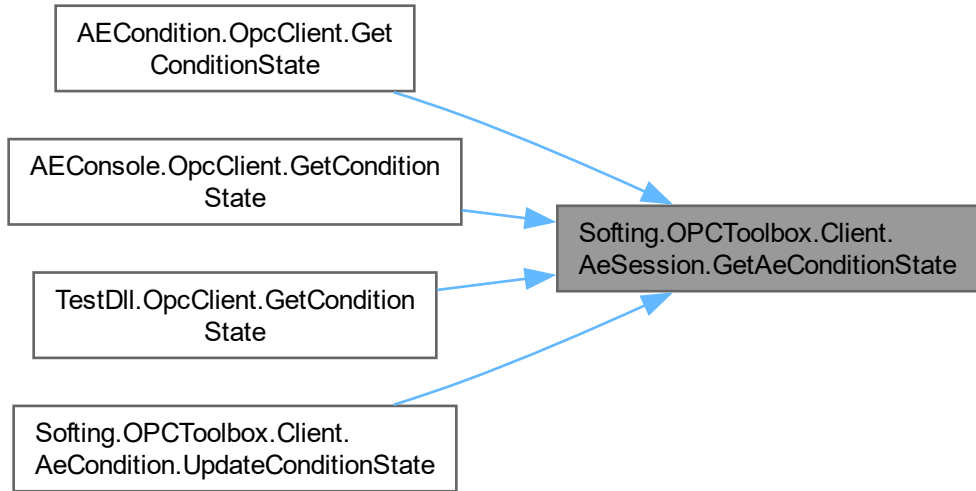 AECondition.OpcClient.Get
ConditionState
AEConsole.OpcClient.GetCondition
State
Softing.OPCToolbox.Client.
AeSession.GetAeConditionState
TestDll.OpcClient.GetCondition
State
Softing.OPCToolbox.Client.
AeCondition.UpdateConditionState